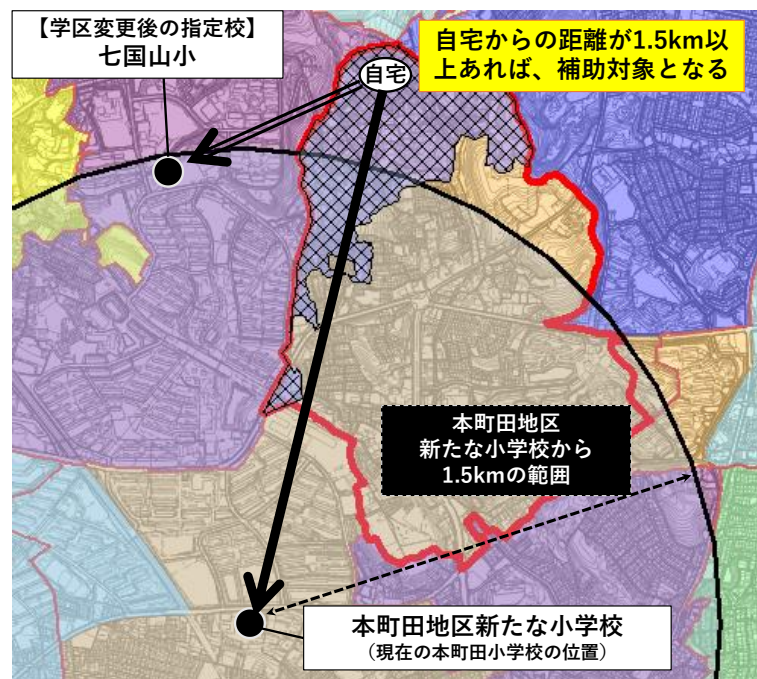 【学区変更後の指定校】
七国山小
自宅からの距離が1.5km以
上あれば、補助対象となる
自宅
本町田地区
新たな小学校から
1.5kmの範囲
本町田地区新たな小学校
（現在の本町田小学校の位置）